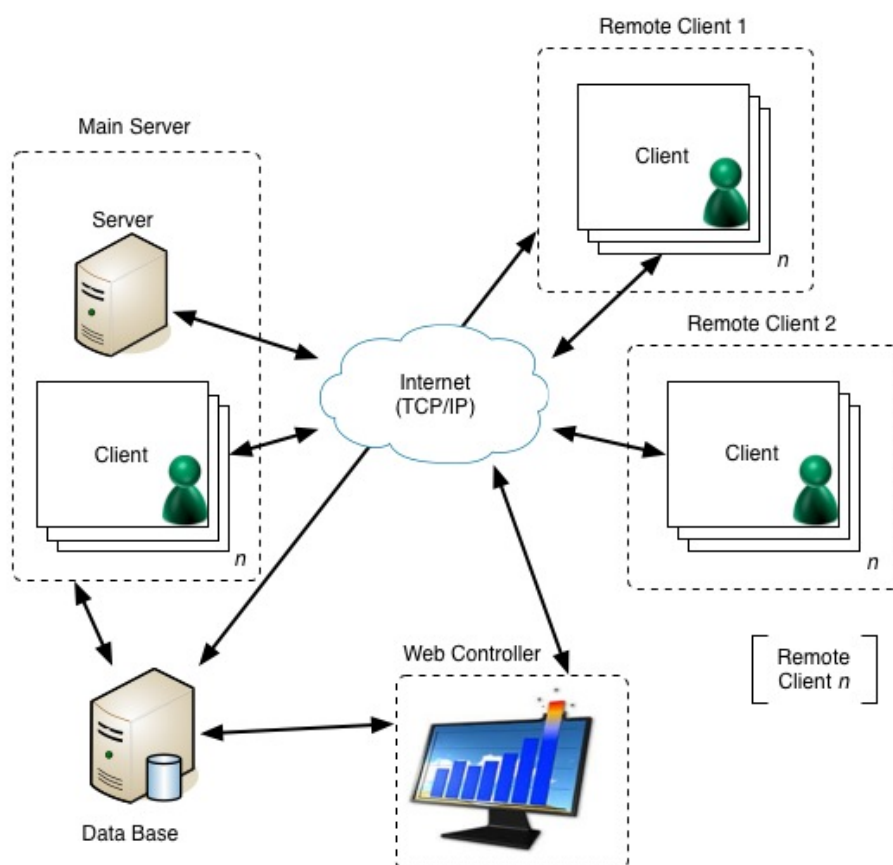 Remote Client 1
Client
n
Main Server
Server
Client
n
Internet
(TCP/IP)
Remote Client 2
Client
n
Web Controller
Remote
Client n
Data Base